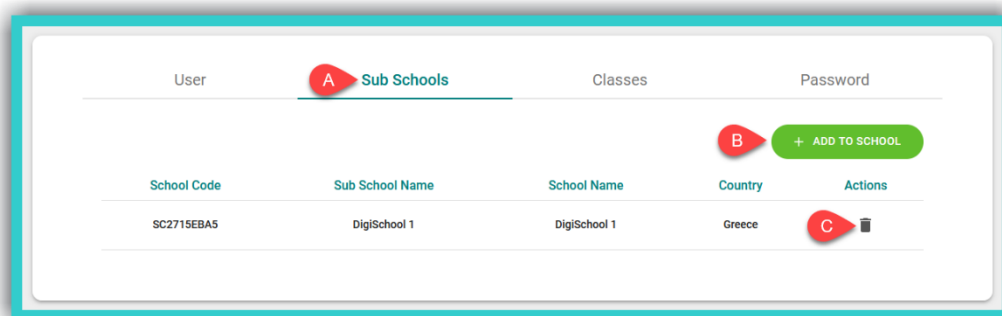 User A Sub Schools Classes Password
B + ADD TO SCHOOL
School Code Sub School Name School Name Country Actions
SC2715EBA5 DigiSchool 1 DigiSchool 1 Greece C